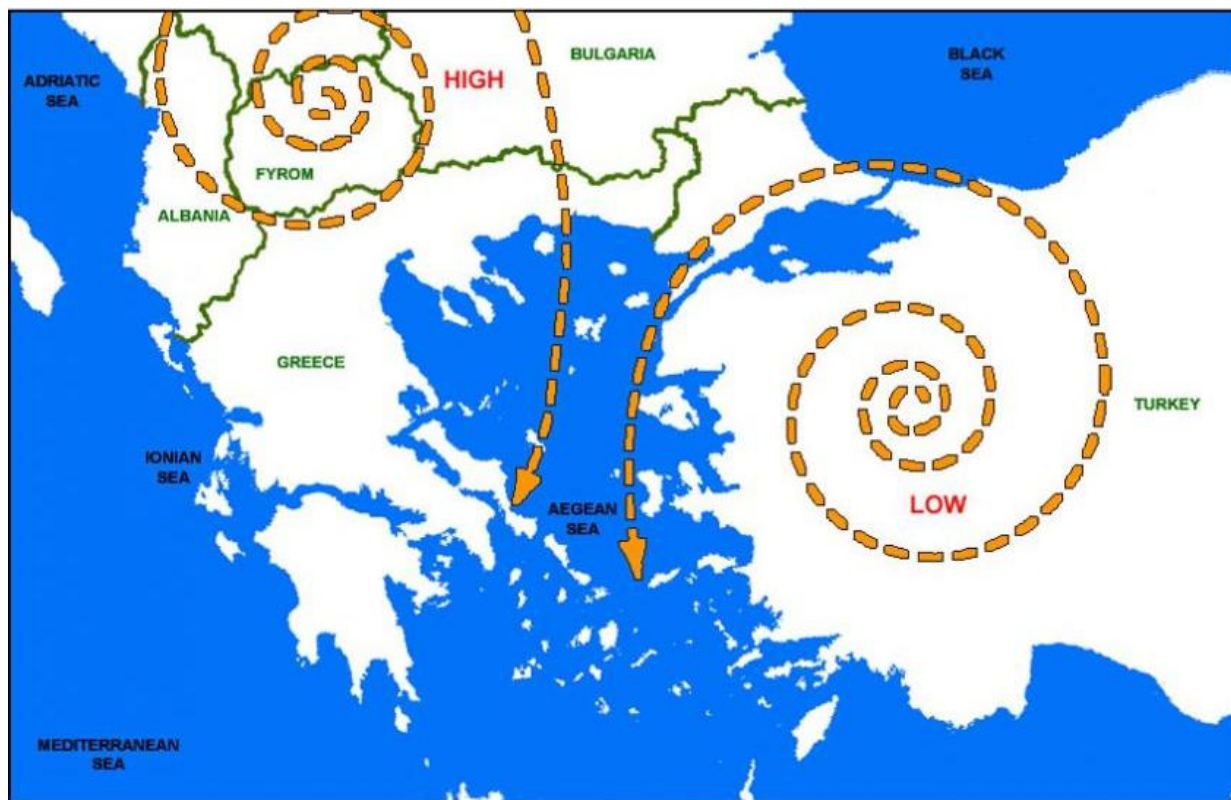 ADRIATIC
SEA
HIGH
BULGARIA
BLACK
SEA
FYROM
ALBANIA
GREECE
TURKEY
IONIAN
SEA
AEGEAN
SEA
LOW
MEDITERRANEAN
SEA